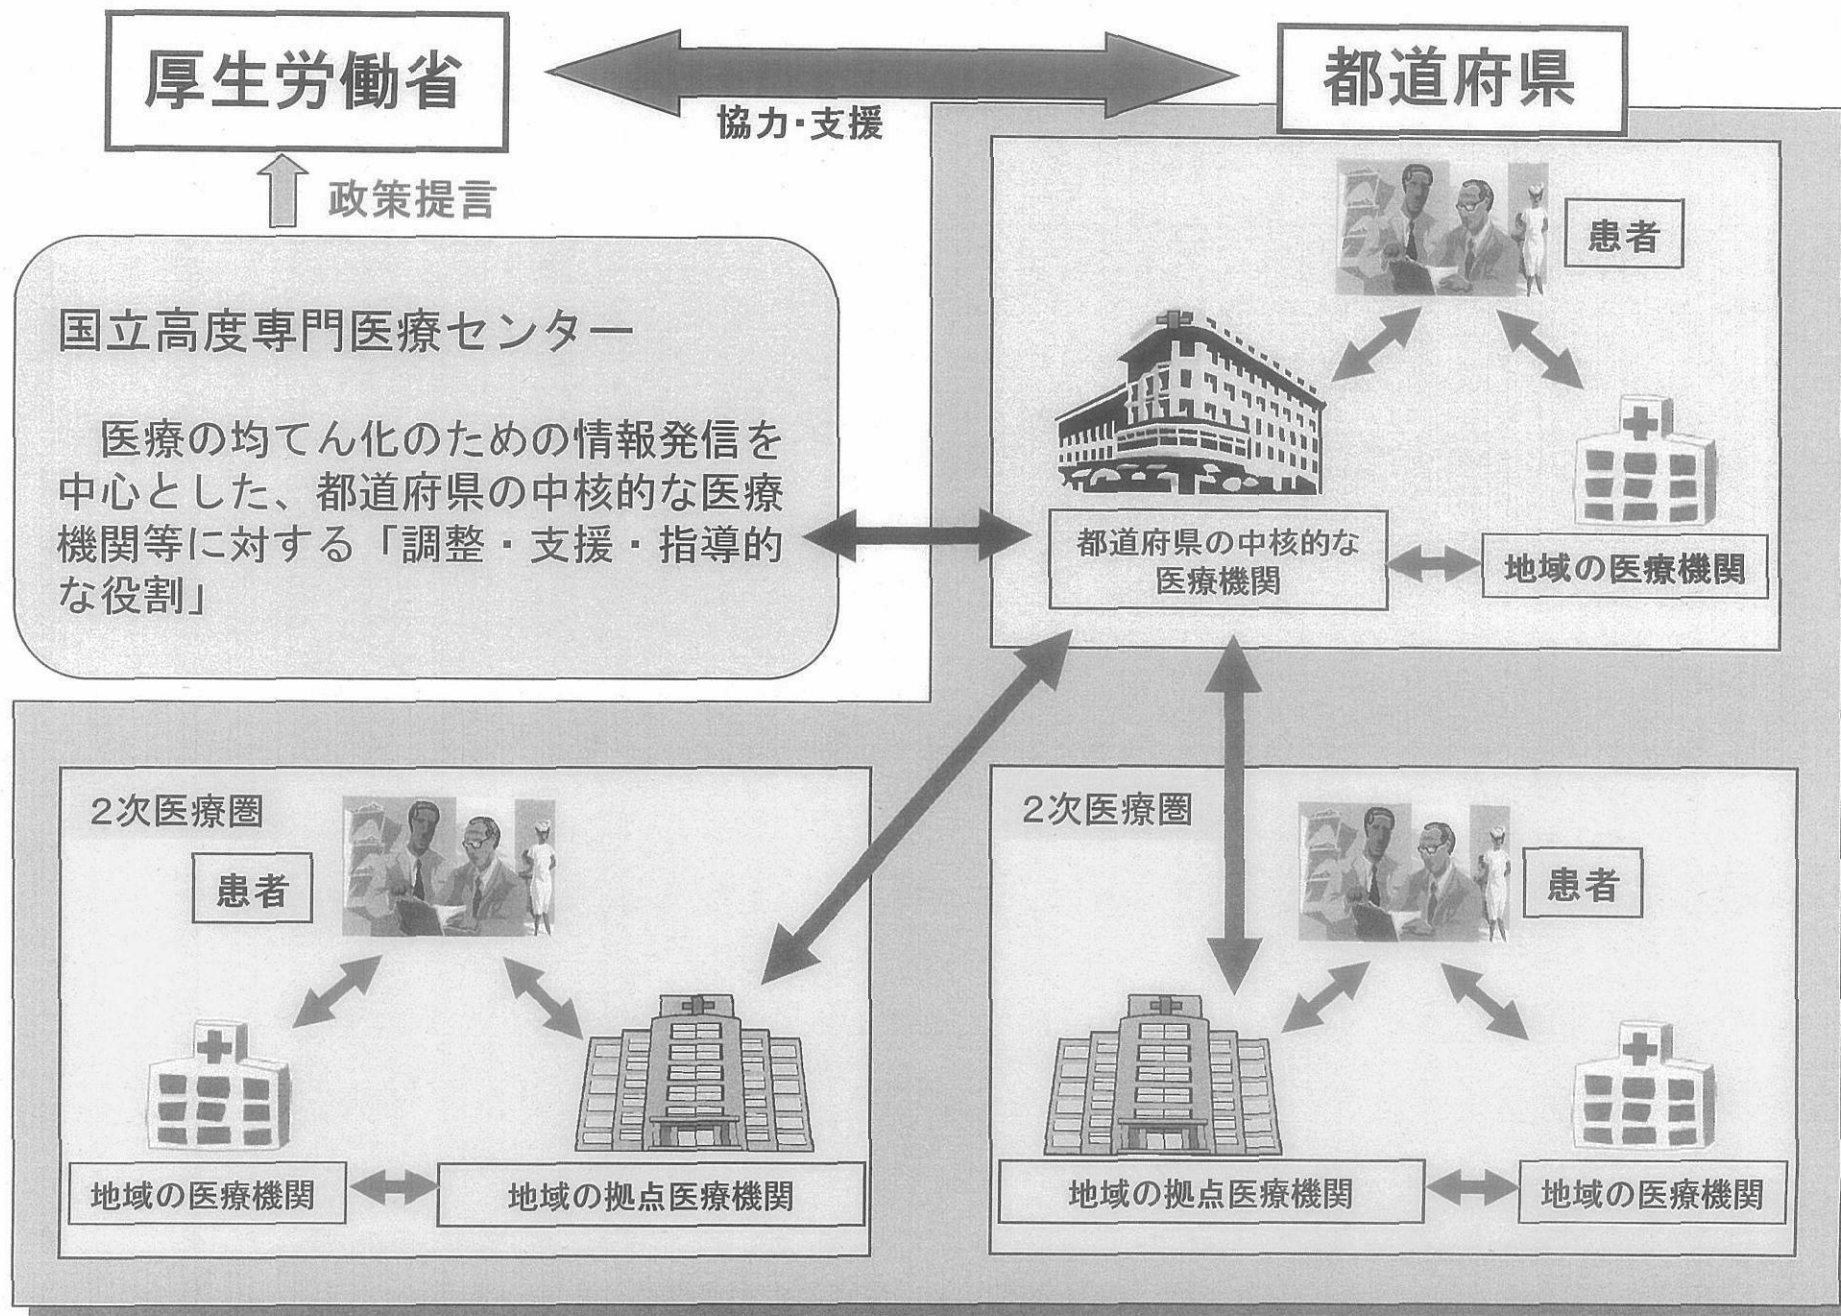 厚生労働省
協力・支援
都道府県
政策提言
国立高度専門医療センター
医療の均てん化のための情報発信を
中心とした、都道府県の中核的な医療
機関等に対する「調整・支援・指導的
な役割」
患者
都道府県の中核的な
医療機関
地域の医療機関
2次医療圏
患者
地域の医療機関
地域の拠点医療機関
2次医療圏
患者
地域の拠点医療機関
地域の医療機関